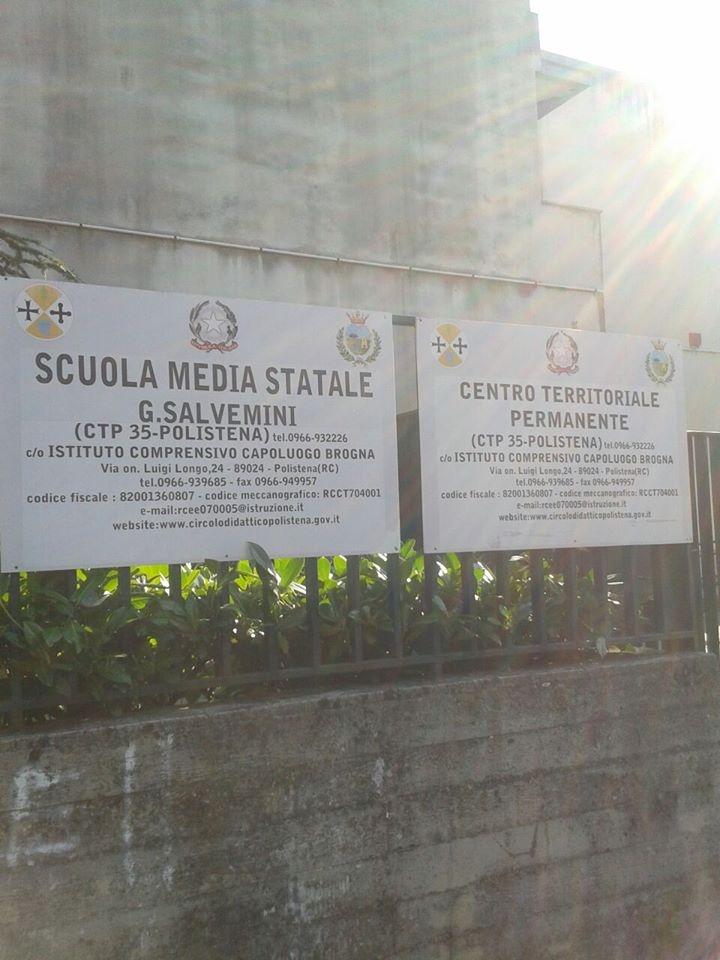 SCUOLA MEDIA STATALE
G.SALVEMINI
(CTP 35-POLISTENA) tel.0966-932226
c/o ISTITUTO COMPRENSIVO CAPOLUOGO BROGNA
Via on. Luigi Longo,24 - 89024 - Polistena(RC)
tel.0966-939685 - fax 0966-949957
codice fiscale : 82001360807 - codice meccanografico: RCCT704001
e-mail:rcee070005@istruzione.it
website:www.circolodidatticopolistena.gov.it
CENTRO TERRITORIALE
PERMANENTE
(CTP 35-POLISTENA) tel.0966-932226
c/o ISTITUTO COMPRENSIVO CAPOLUOGO BROGNA
Via on. Luigi Longo,24 - 89024 - Polistena(RC)
tel.0966-939685 - fax 0966-949957
codice fiscale : 82001360807 - codice meccanografico: RCCT704001
e-mail:rcee070005@istruzione.it
website:www.circolodidatticopolistena.gov.it